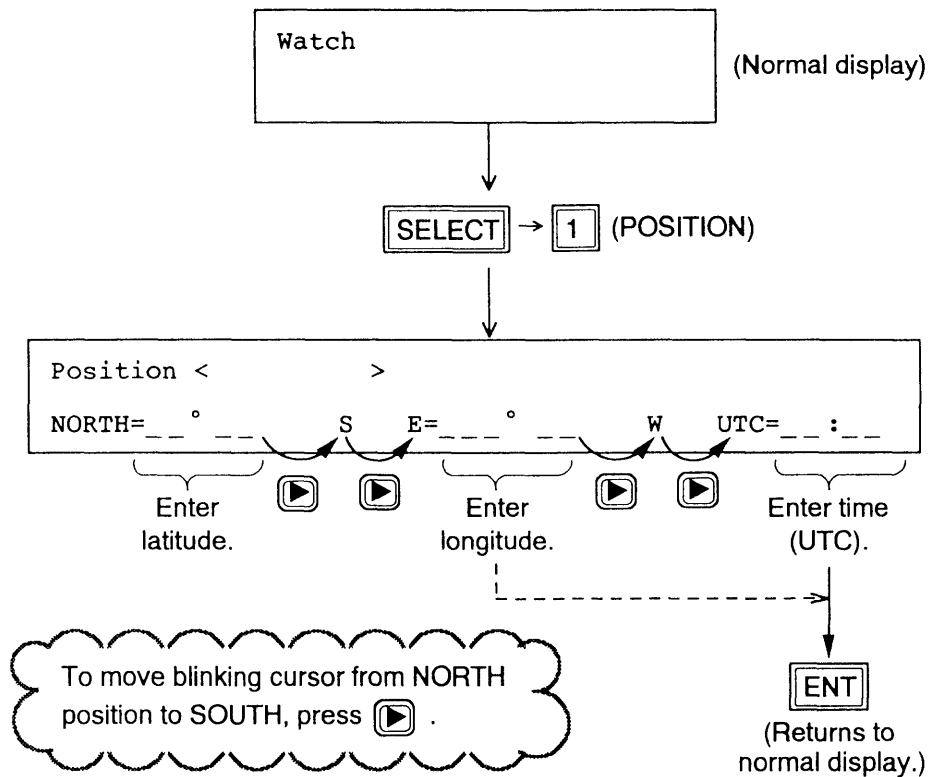 Watch
(Normal display)
SELECT → 1 (POSITION)
Position < >
NORTH=__°__ S E=___°__ W UTC=__:__
Enter latitude.
Enter longitude.
Enter time (UTC).
To move blinking cursor from NORTH
position to SOUTH, press ▶ .
ENT
(Returns to
normal display.)